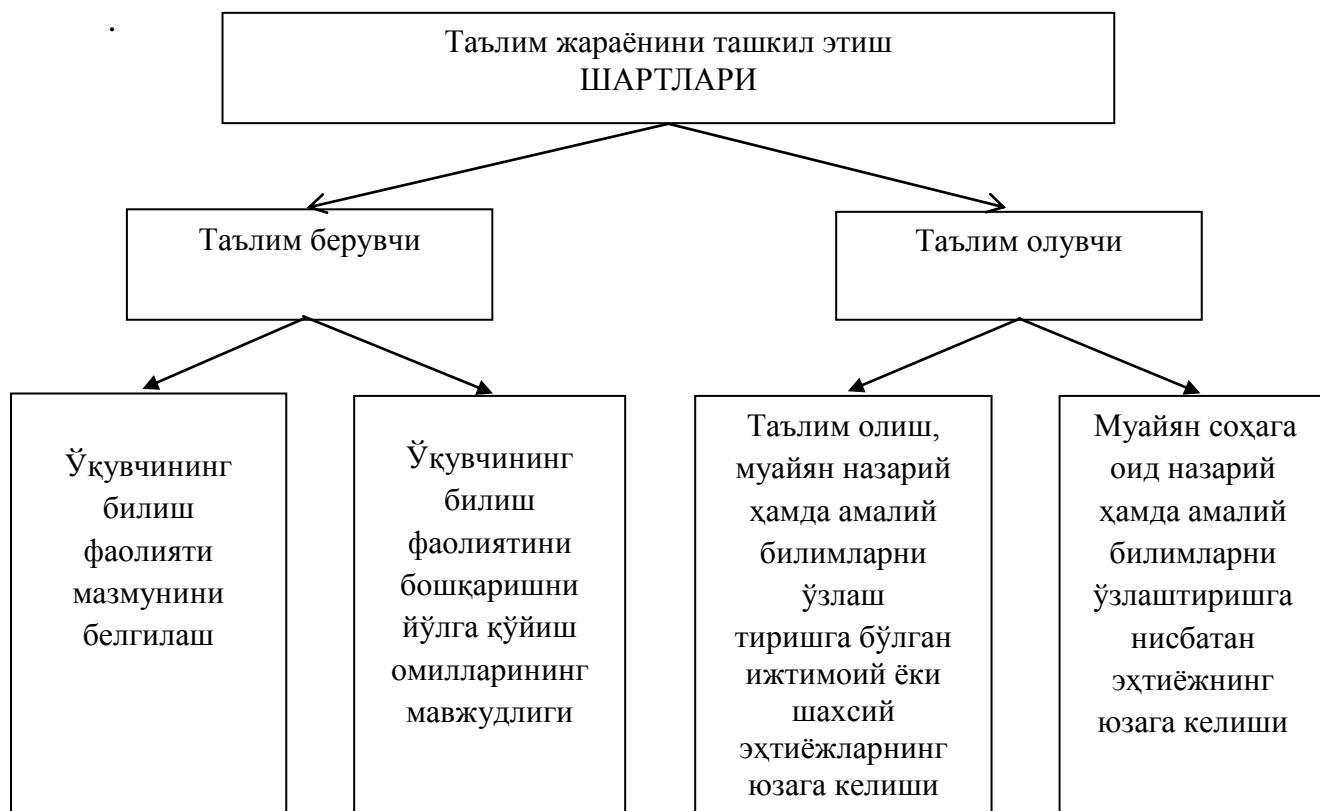 .
Таълим жараёнини ташкил этиш
ШАРТЛАРИ
Таълим берувчи
Таълим олувчи
Ўқувчининг
билиш
фаолияти
мазмунини
белгилаш
Ўқувчининг
билиш
фаолиятини
бошқаришни
йўлга қўйиш
омилларининг
мавжудлиги
Таълим олиш,
муайян назарий
ҳамда амалий
билимларни
ўзлаш
тиришга бўлган
ижтимоий ёки
шахсий
эҳтиёжларнинг
юзага келиши
Муайян соҳага
оид назарий
ҳамда амалий
билимларни
ўзлаштиришга
нисбатан
эҳтиёжнинг
юзага келиши